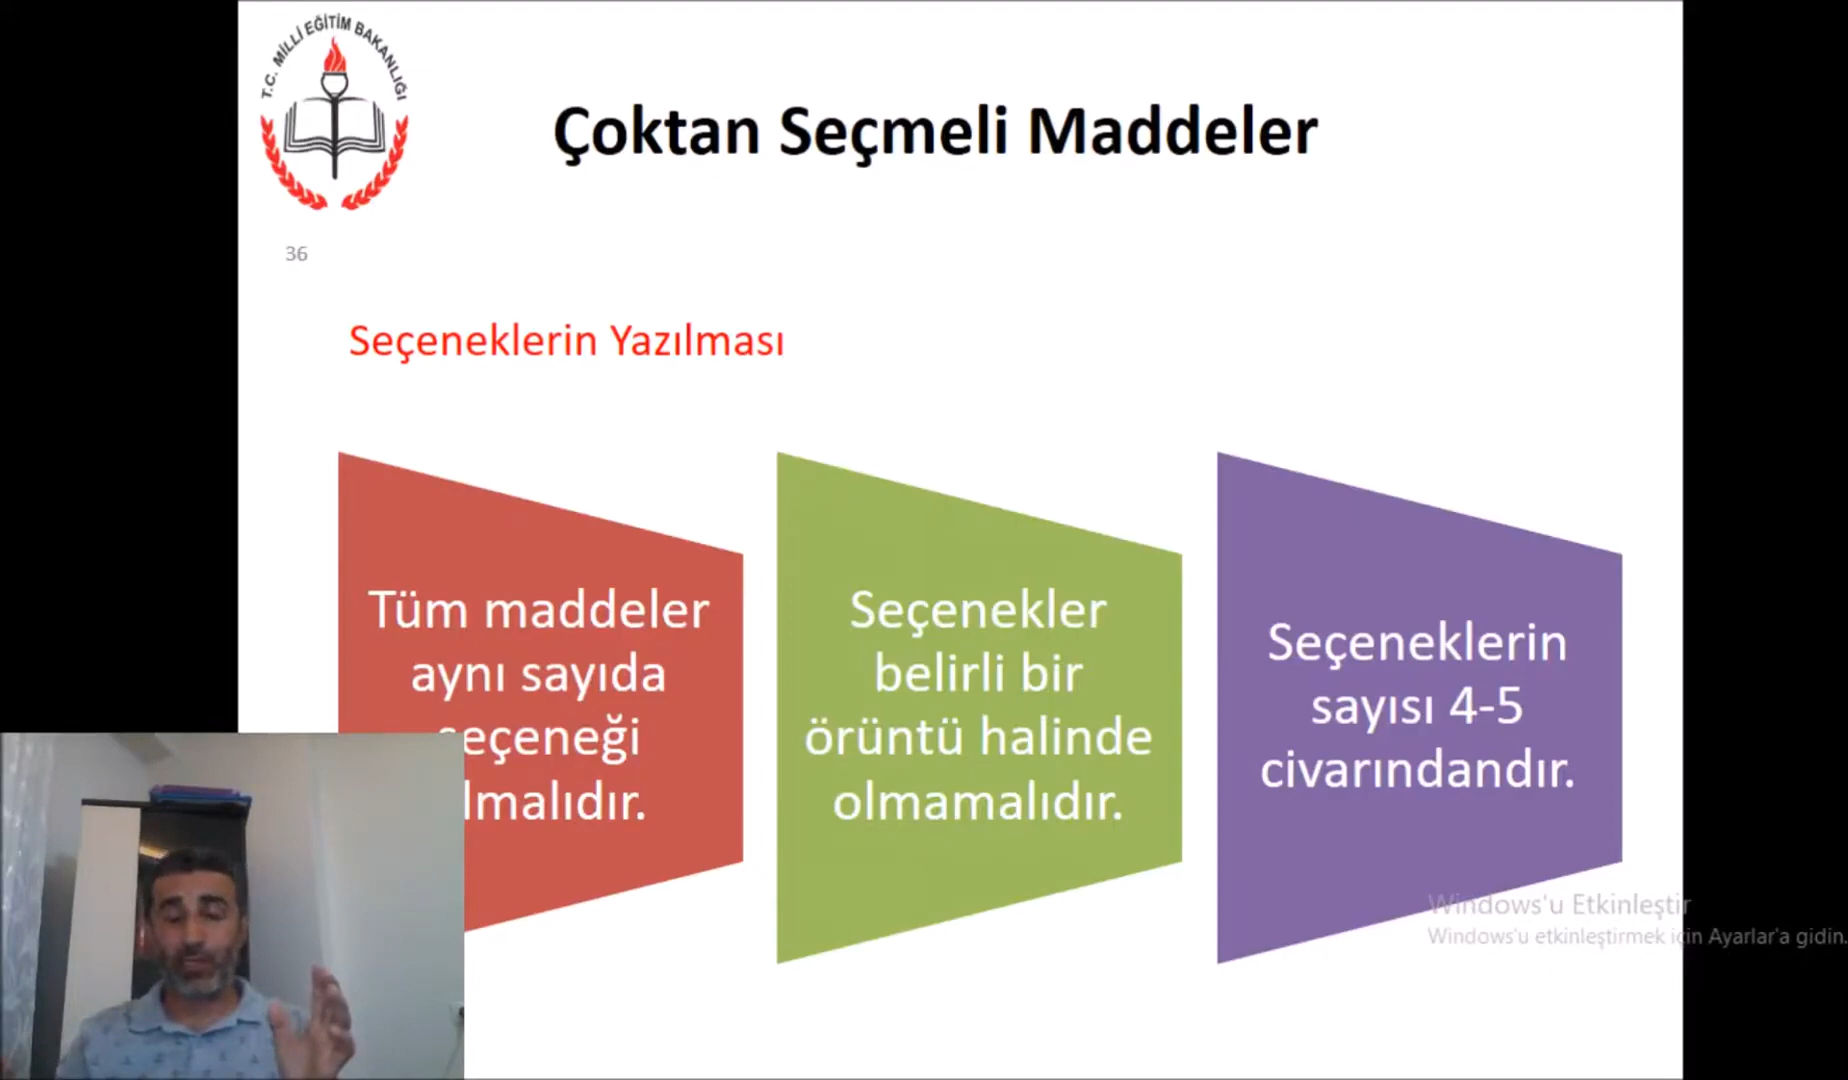 T.C. MİLLİ EĞİTİM BAKANLIĞI
Çoktan Seçmeli Maddeler
36
Seçeneklerin Yazılması
Tüm maddeler
aynı sayıda
seçeneği
lmalıdır.
Seçenekler
belirli bir
örüntü halinde
olmamalıdır.
Seçeneklerin
sayısı 4-5
civarındandır.
Windows'u Etkinleştir
Windows'u etkinleştirmek için Ayarlar'a gidin.